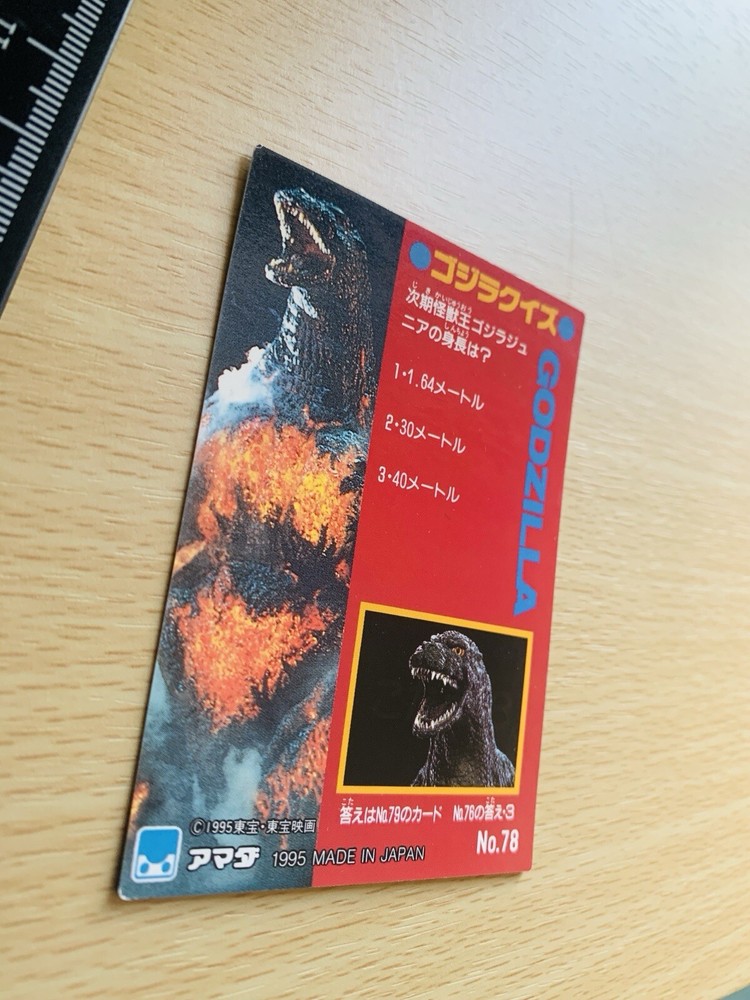 ゴジラクイズ
次期怪獣王ゴジラジュ
ニアの身長は?
1・1.64メートル
2・30メートル
3・40メートル
GODZILLA
答えはNo.79のカード No.76の答え・3
No.78
©1995東宝・東宝映画
アマダ 1995 MADE IN JAPAN